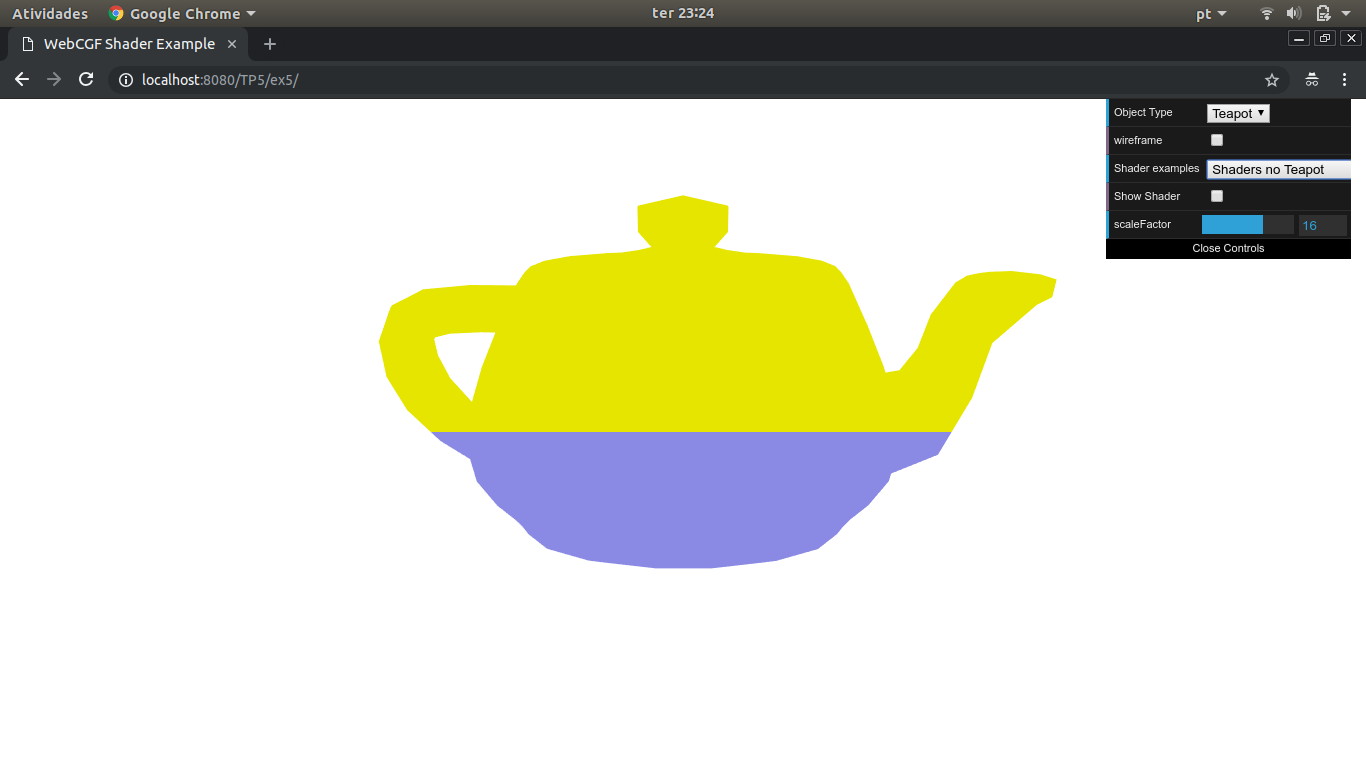 Atividades Google Chrome ter 23:24 pt
WebCGF Shader Example
localhost:8080/TP5/ex5/
Object Type Teapot
wireframe
Shader examples Shaders no Teapot
Show Shader
scaleFactor 16
Close Controls